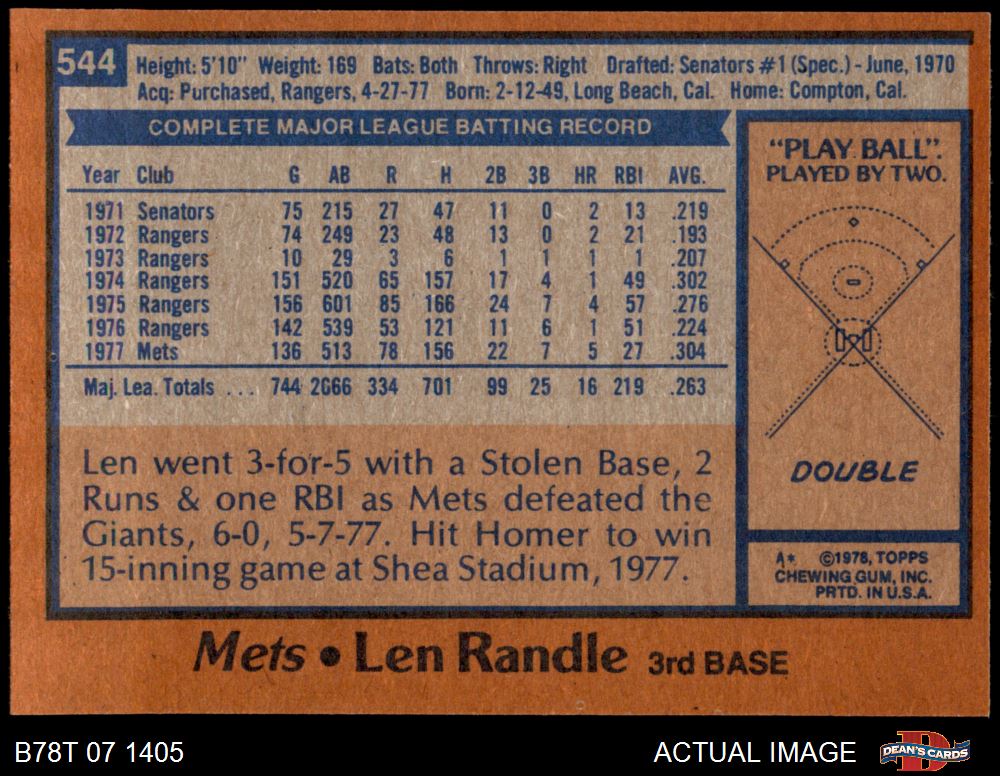 544
Height: 5'10" Weight: 169 Bats: Both Throws: Right Drafted: Senators #1 (Spec.) - June, 1970
Acq: Purchased, Rangers, 4-27-77 Born: 2-12-49, Long Beach, Cal. Home: Compton, Cal.
COMPLETE MAJOR LEAGUE BATTING RECORD
Year Club G AB R H 2B 3B HR RBI AVG.
1971 Senators 75 215 27 47 11 0 2 13 .219
1972 Rangers 74 249 23 48 13 0 2 21 .193
1973 Rangers 10 29 3 6 1 1 1 1 .207
1974 Rangers 151 520 65 157 17 4 1 49 .302
1975 Rangers 156 601 85 166 24 7 4 57 .276
1976 Rangers 142 539 53 121 11 6 1 51 .224
1977 Mets 136 513 78 156 22 7 5 27 .304
Maj. Lea. Totals . . . 744 2066 334 701 99 25 16 219 .263
Len went 3-for-5 with a Stolen Base, 2
Runs & one RBI as Mets defeated the
Giants, 6-0, 5-7-77. Hit Homer to win
15-inning game at Shea Stadium, 1977.
"PLAY BALL".
PLAYED BY TWO.
DOUBLE
A* ©1978, TOPPS
CHEWING GUM, INC.
PRTD. IN U.S.A.
Mets • Len Randle 3rd BASE
B78T 07 1405
ACTUAL IMAGE
DEAN'S CARDS